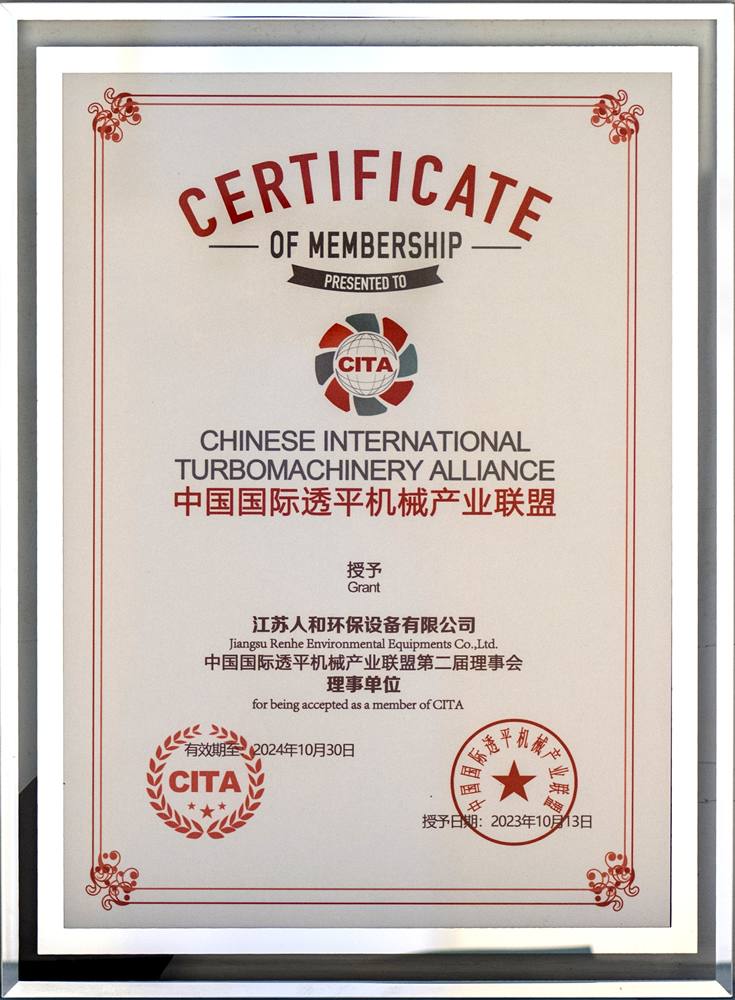 CERTIFICATE
OF MEMBERSHIP
PRESENTED TO
CITA
CHINESE INTERNATIONAL
TURBOMACHINERY ALLIANCE
中国国际透平机械产业联盟
授予
Grant
江苏人和环保设备有限公司
Jiangsu Renhe Environmental Equipments Co.,Ltd.
中国国际透平机械产业联盟第二届理事会
理事单位
for being accepted as a member of CITA
有效期至：2024年10月30日
CITA
中国国际透平机械产业联盟
授予日期：2023年10月13日